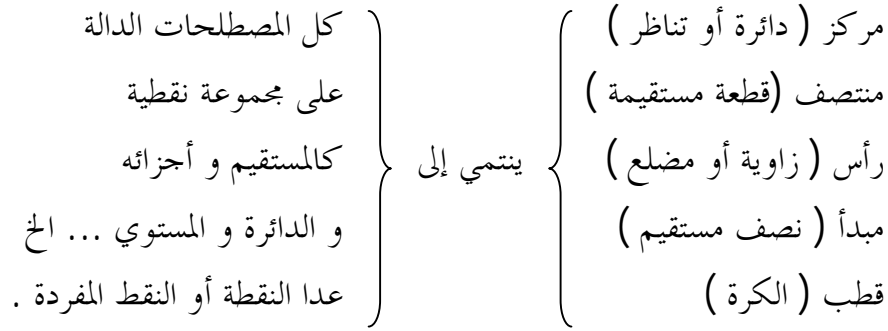 مركز ( دائرة أو تناظر )
منتصف (قطعة مستقيمة )
رأس ( زاوية أو مضلع )
مبدأ ( نصف مستقيم )
قطب ( الكرة )
ينتمي إلى
كل المصطلحات الدالة
على مجموعة نقطية
كالمستقيم و أجزائه
و الدائرة و المستوي ... الخ
عدا النقطة أو النقط المفردة .